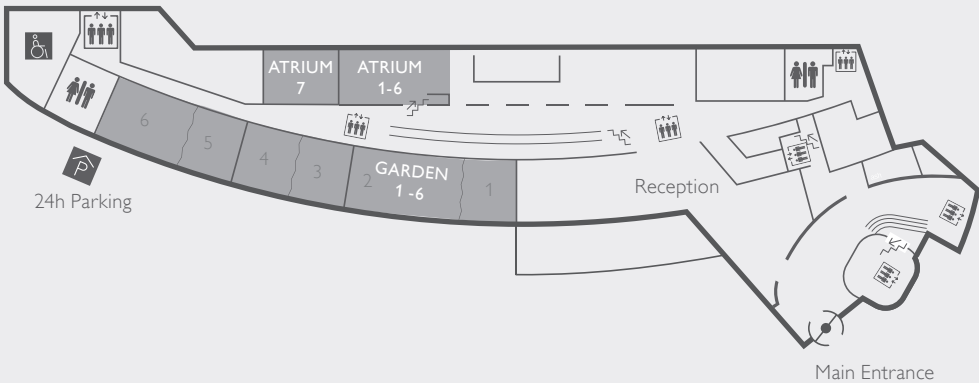 ATRIUM
7
ATRIUM
1-6
6
5
4
3
2
GARDEN
1 -6
1
P
24h Parking
Reception
Main Entrance